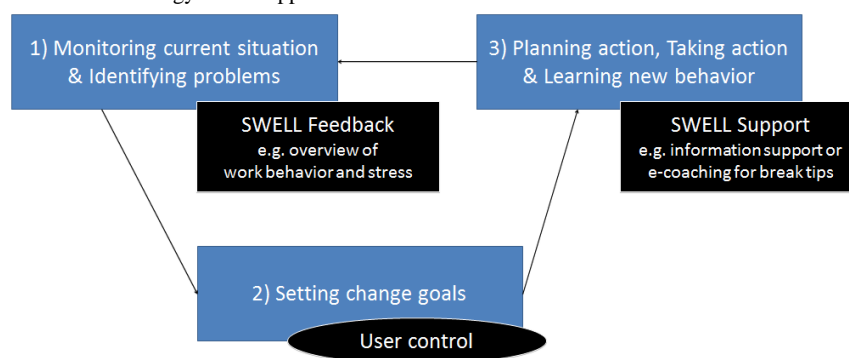 1) Monitoring current situation
& Identifying problems
3) Planning action, Taking action
& Learning new behavior
SWELL Feedback
e.g. overview of
work behavior and stress
SWELL Support
e.g. information support or
e-coaching for break tips
2) Setting change goals
User control